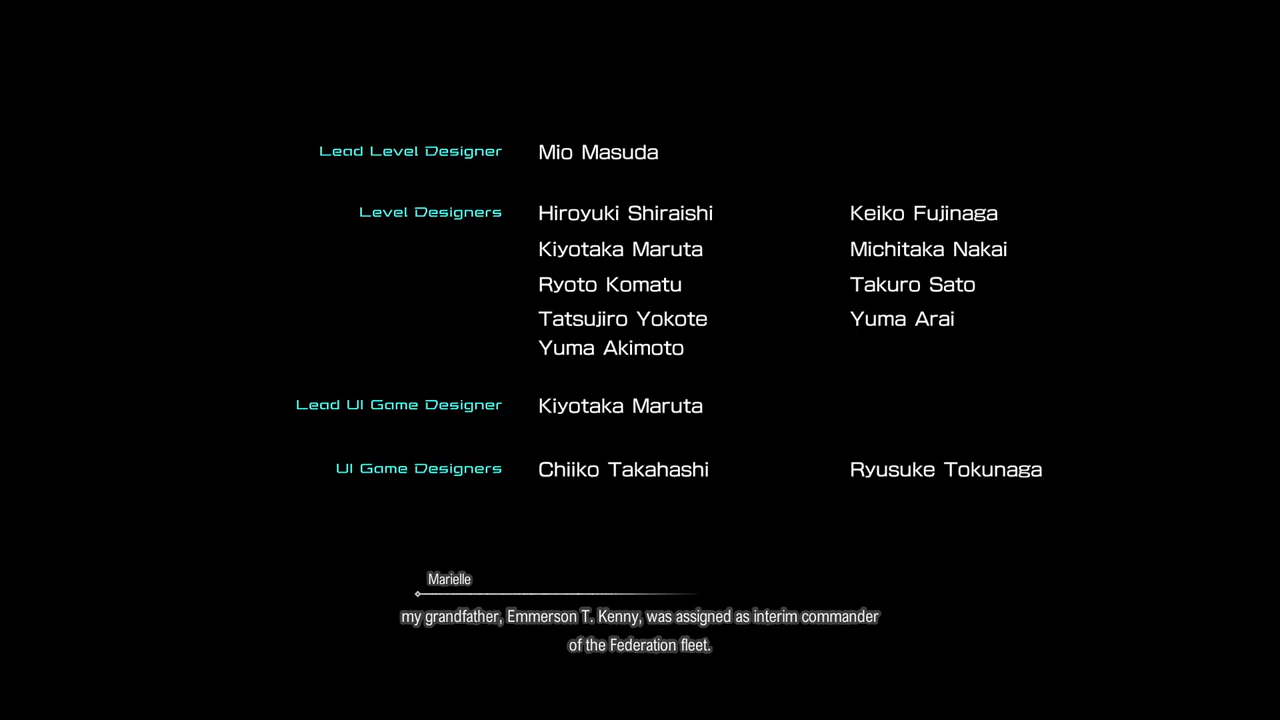 Lead Level Designer Mio Masuda
Level Designers Hiroyuki Shiraishi Keiko Fujinaga
Kiyotaka Maruta Michitaka Nakai
Ryoto Komatu Takuro Sato
Tatsujiro Yokote Yuma Arai
Yuma Akimoto
Lead UI Game Designer Kiyotaka Maruta
UI Game Designers Chiiko Takahashi Ryusuke Tokunaga
Marielle
my grandfather, Emmerson T. Kenny, was assigned as interim commander
of the Federation fleet.